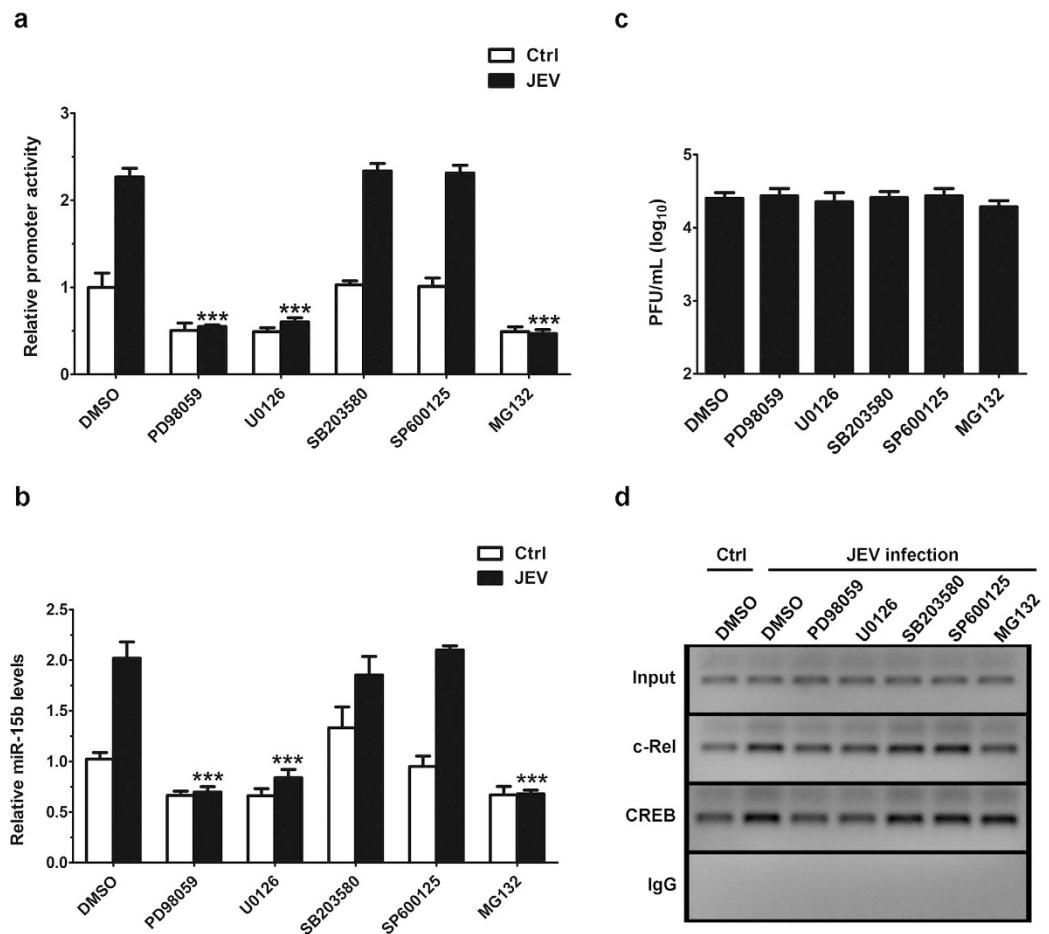 a
Ctrl
JEV
Relative promoter activity
3
2
1
0
***
***
***
DMSO
PD98059
U0126
SB203580
SP600125
MG132
b
Ctrl
JEV
Relative miR-15b levels
2.5
2.0
1.5
1.0
0.5
0.0
***
***
***
DMSO
PD98059
U0126
SB203580
SP600125
MG132
c
PFU/mL (log10)
5
4
3
2
DMSO
PD98059
U0126
SB203580
SP600125
MG132
d
Ctrl
JEV infection
DMSO
DMSO
PD98059
U0126
SB203580
SP600125
MG132
Input
c-Rel
CREB
IgG